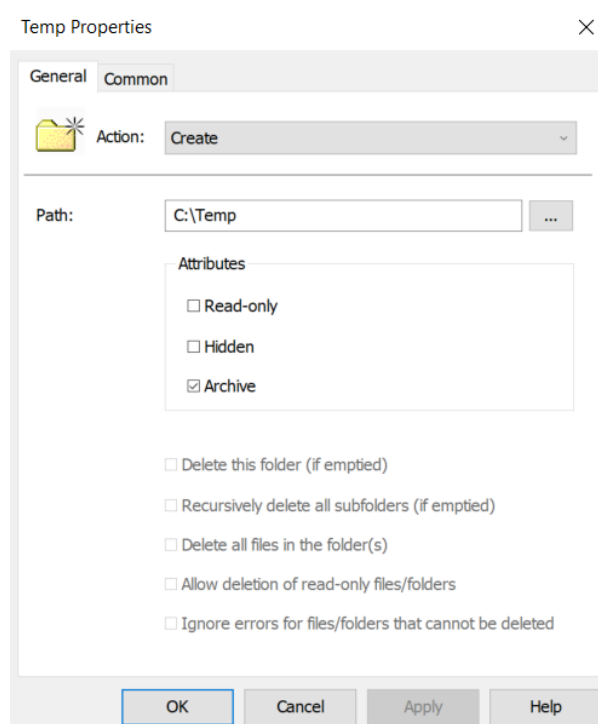 Temp Properties
General Common
Action: Create
Path: C:\Temp ...
Attributes
Read-only
Hidden
Archive
Delete this folder (if emptied)
Recursively delete all subfolders (if emptied)
Delete all files in the folder(s)
Allow deletion of read-only files/folders
Ignore errors for files/folders that cannot be deleted
OK Cancel Apply Help